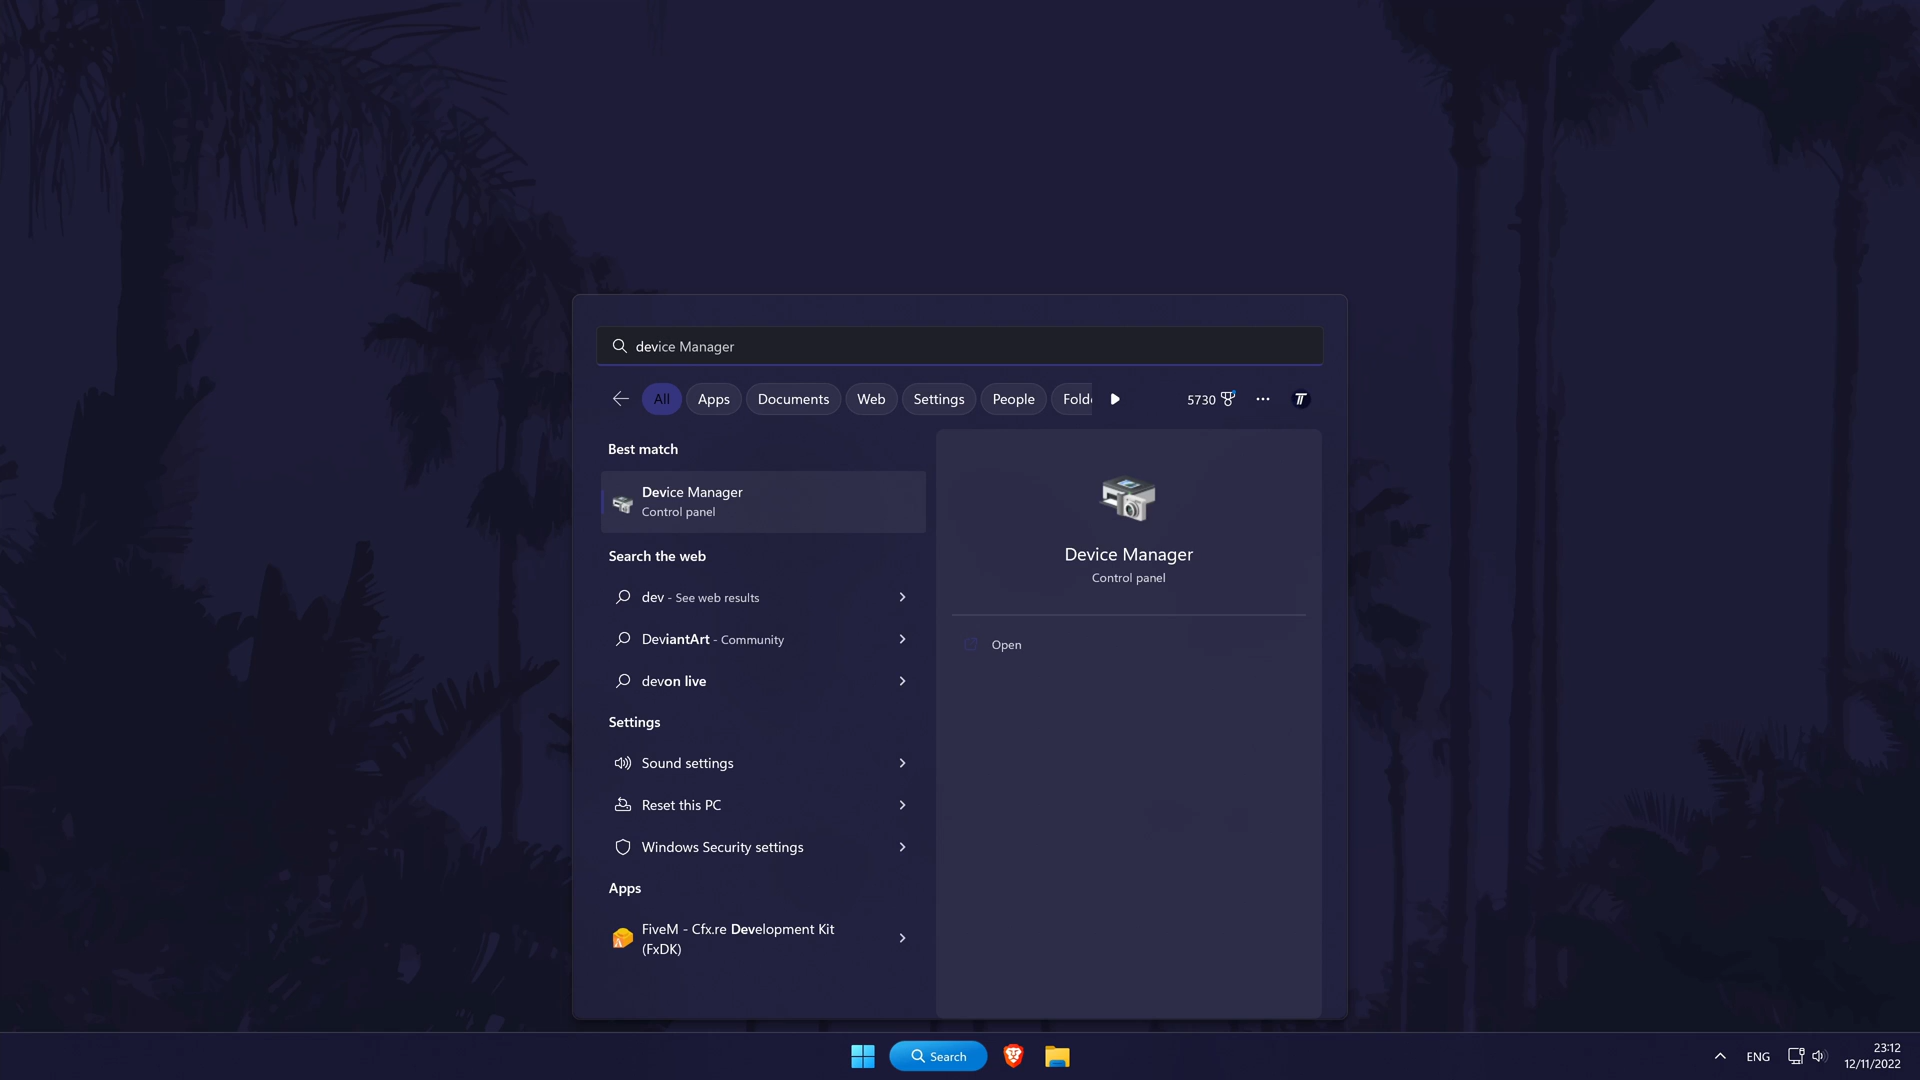 device Manager
All
Apps
Documents
Web
Settings
People
Folde
5730
Best match
Device Manager
Control panel
Search the web
dev - See web results
DeviantArt - Community
devon live
Settings
Sound settings
Reset this PC
Windows Security settings
Apps
FiveM - Cfx.re Development Kit
(FxDK)
Device Manager
Control panel
Open
Search
ENG
23:12
12/11/2022